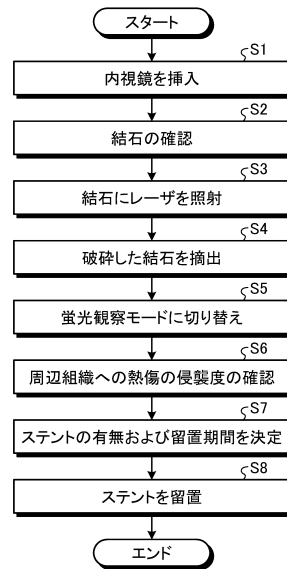 スタート
S1
内視鏡を挿入
S2
結石の確認
S3
結石にレーザを照射
S4
破砕した結石を摘出
S5
蛍光観察モードに切り替え
S6
周辺組織への熱傷の侵襲度の確認
S7
ステントの有無および留置期間を決定
S8
ステントを留置
エンド